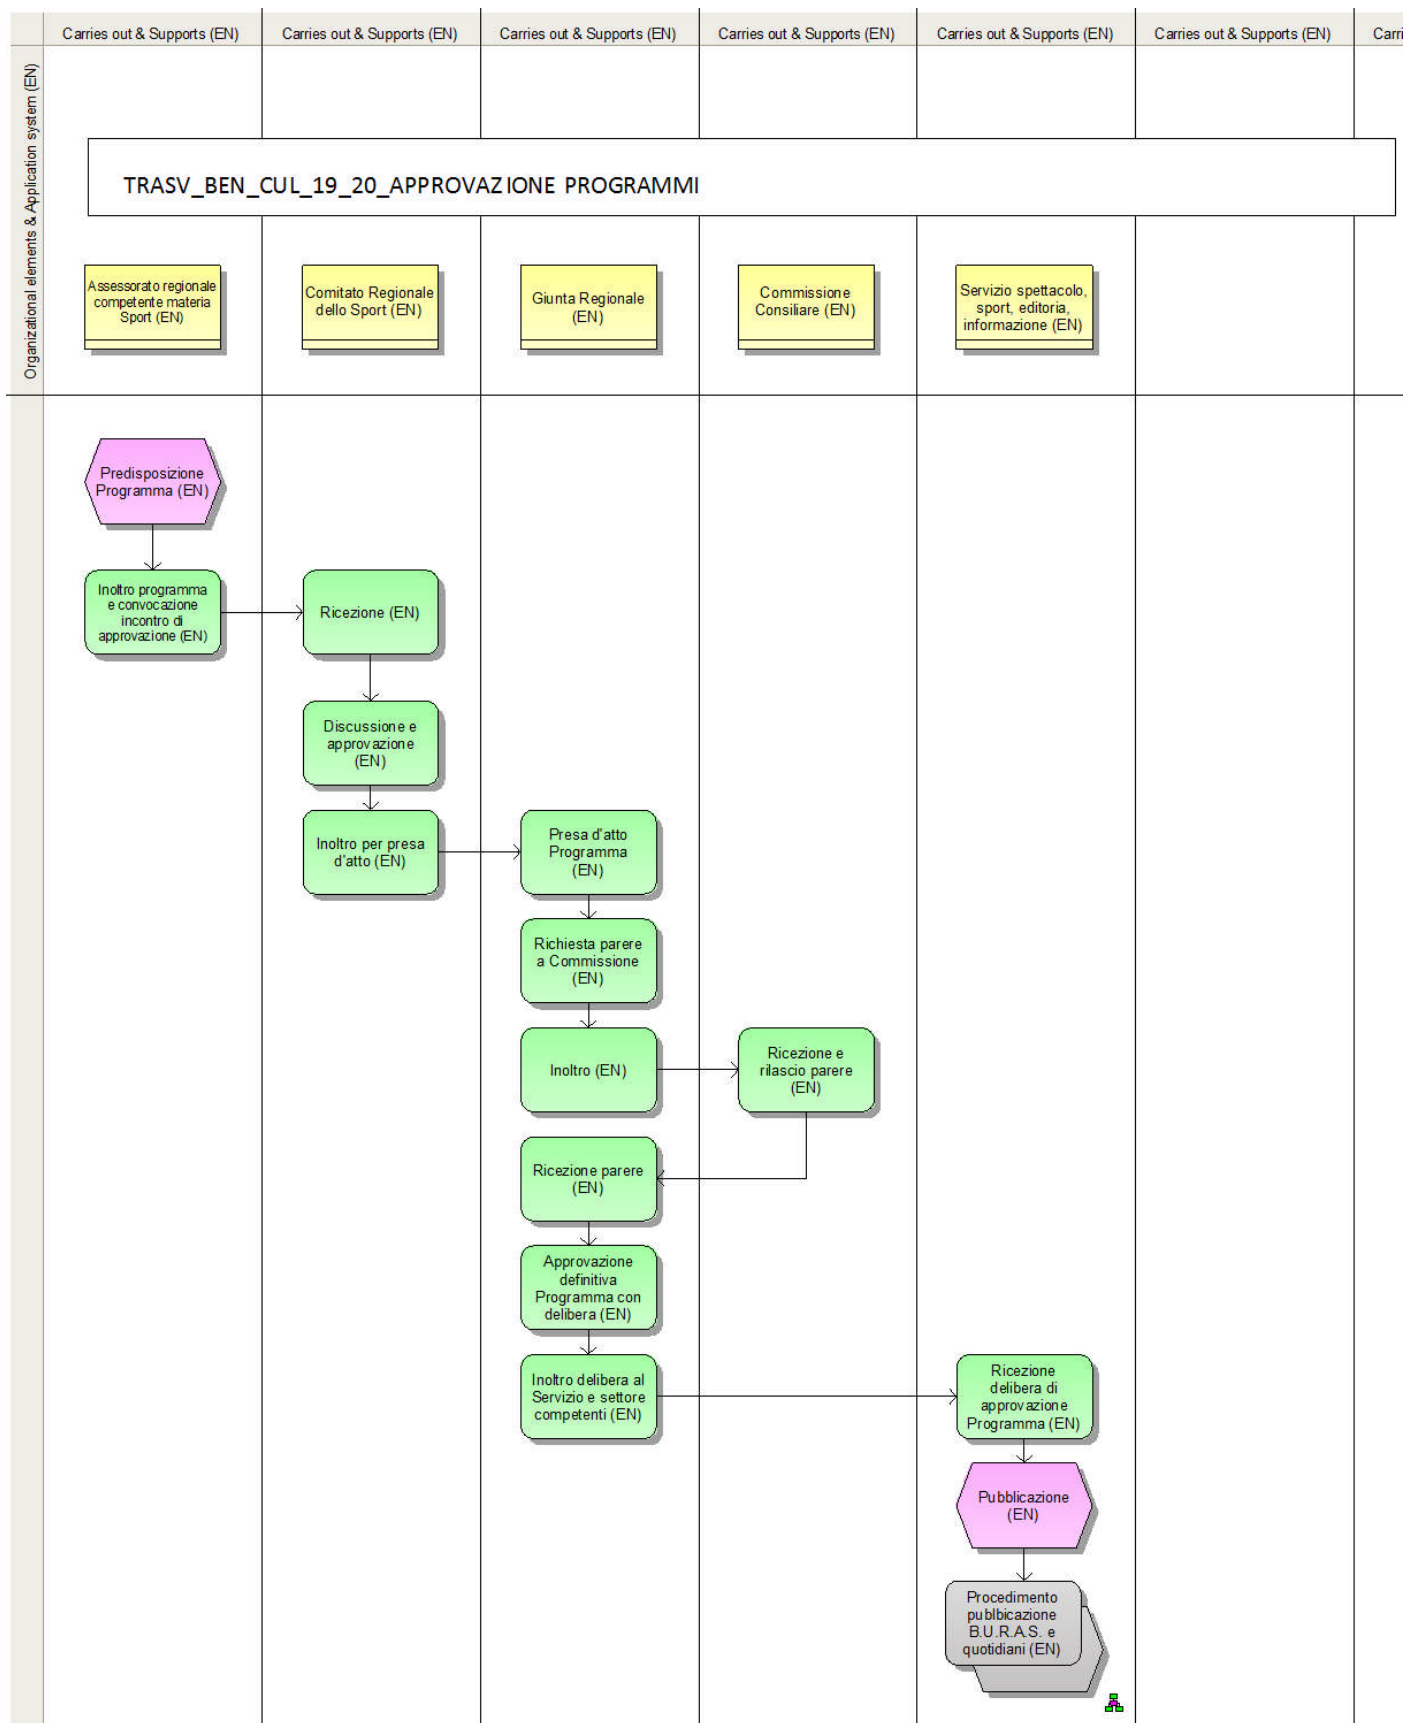 Carries out & Supports (EN)
Carries out & Supports (EN)
Carries out & Supports (EN)
Carries out & Supports (EN)
Carries out & Supports (EN)
Carries out & Supports (EN)
Carri
Organizational elements & Application system (EN)
TRASV_BEN_CUL_19_20_APPROVAZIONE PROGRAMMI
Assessorato regionale
competente materia
Sport (EN)
Comitato Regionale
dello Sport (EN)
Giunta Regionale
(EN)
Commissione
Consiliare (EN)
Servizio spettacolo,
sport, editoria,
informazione (EN)
Predisposizione
Programma (EN)
Inoltro programma
e convocazione
incontro di
approvazione (EN)
Ricezione (EN)
Discussione e
approvazione
(EN)
Inoltro per presa
d'atto (EN)
Presa d'atto
Programma
(EN)
Richiesta parere
a Commissione
(EN)
Inoltro (EN)
Ricezione e
rilascio parere
(EN)
Ricezione parere
(EN)
Approvazione
definitiva
Programma con
delibera (EN)
Inoltro delibera al
Servizio e settore
competenti (EN)
Ricezione
delibera di
approvazione
Programma (EN)
Pubblicazione
(EN)
Procedimento
publbicazione
B.U.R.A.S. e
quotidiani (EN)